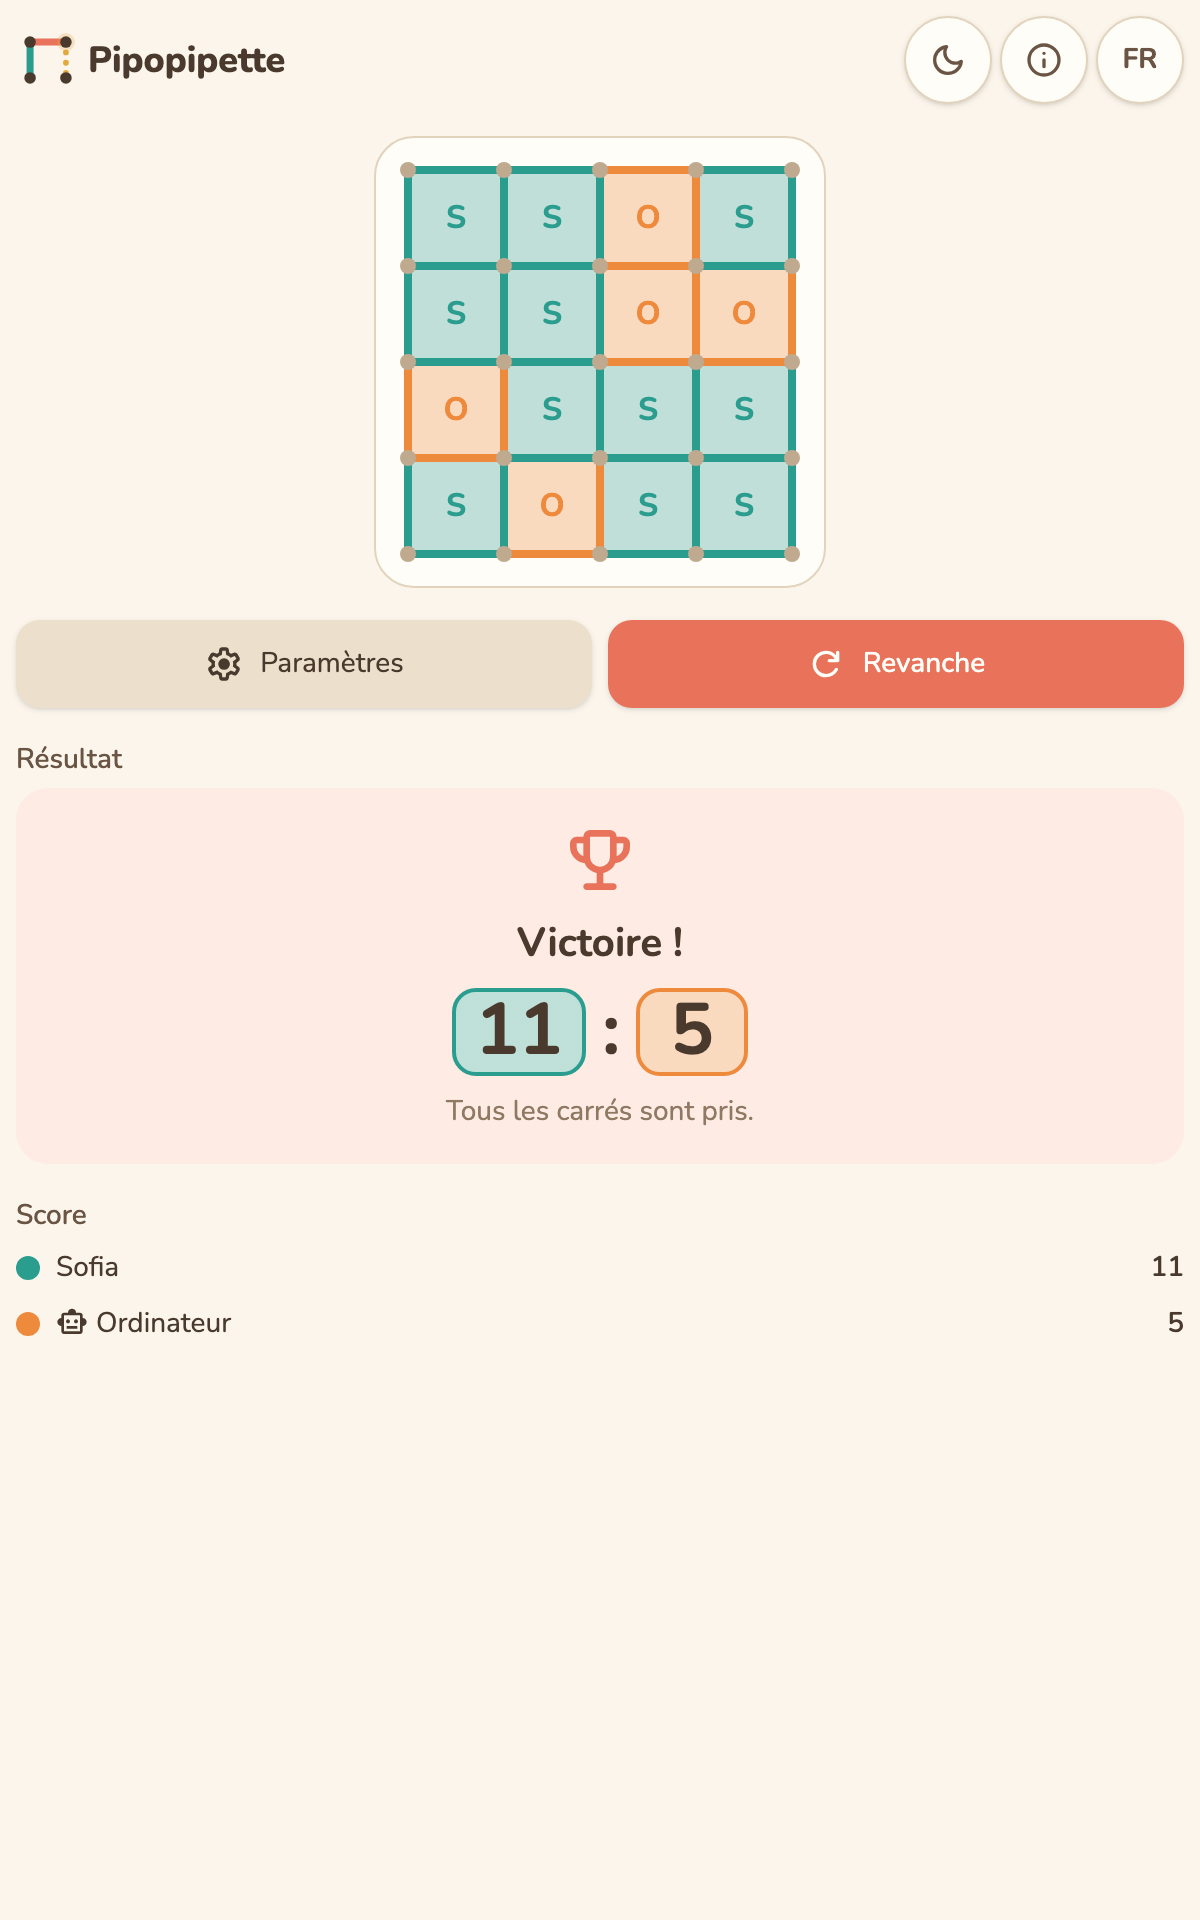 Pipopipette
FR
S S O S
S S O O
O S S S
S O S S
Paramètres
Revanche
Résultat
Victoire !
11 : 5
Tous les carrés sont pris.
Score
Sofia 11
Ordinateur 5